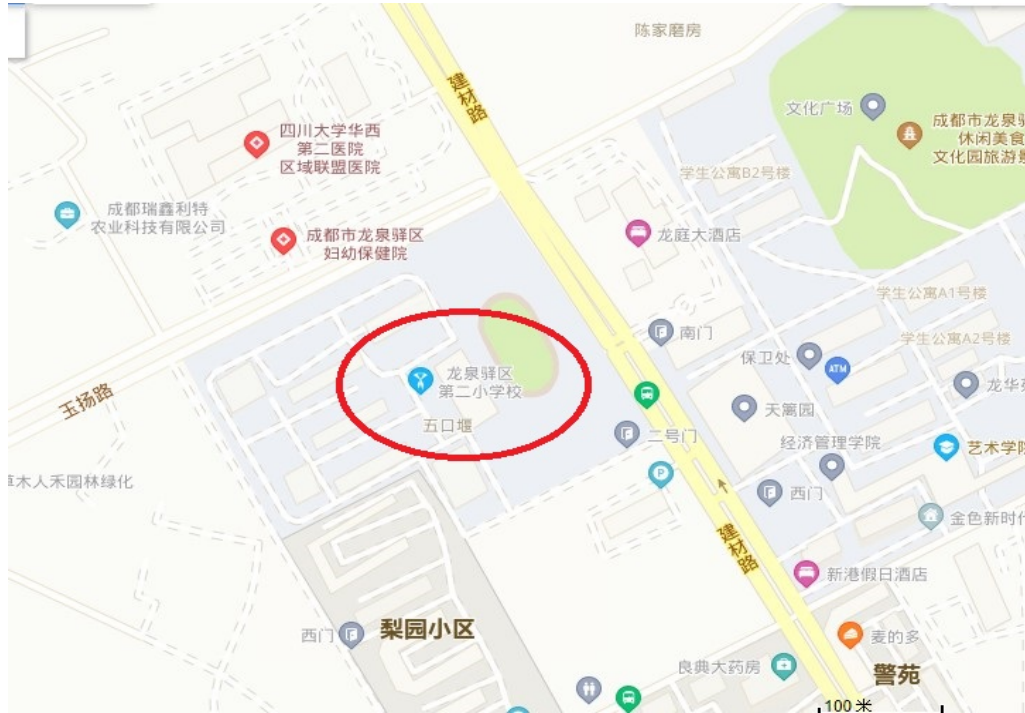 陈家磨房
建材路
文化广场
成都市龙泉驿
休闲美食
文化园旅游景
四川大学华西
第二医院
区域联盟医院
学生公寓B2号楼
成都瑞鑫利特
农业科技有限公司
成都市龙泉驿区
妇幼保健院
龙庭大酒店
学生公寓A1号楼
南门
学生公寓A2号楼
保卫处
ATM
龙泉驿区
第二小学校
玉扬路
天篱园
五口堰
二号门
经济管理学院
艺术学院
P
木人禾园林绿化
西门
金色新时代
建材路
新港假日酒店
西门
梨园小区
麦的多
良典大药房
警苑
100 米